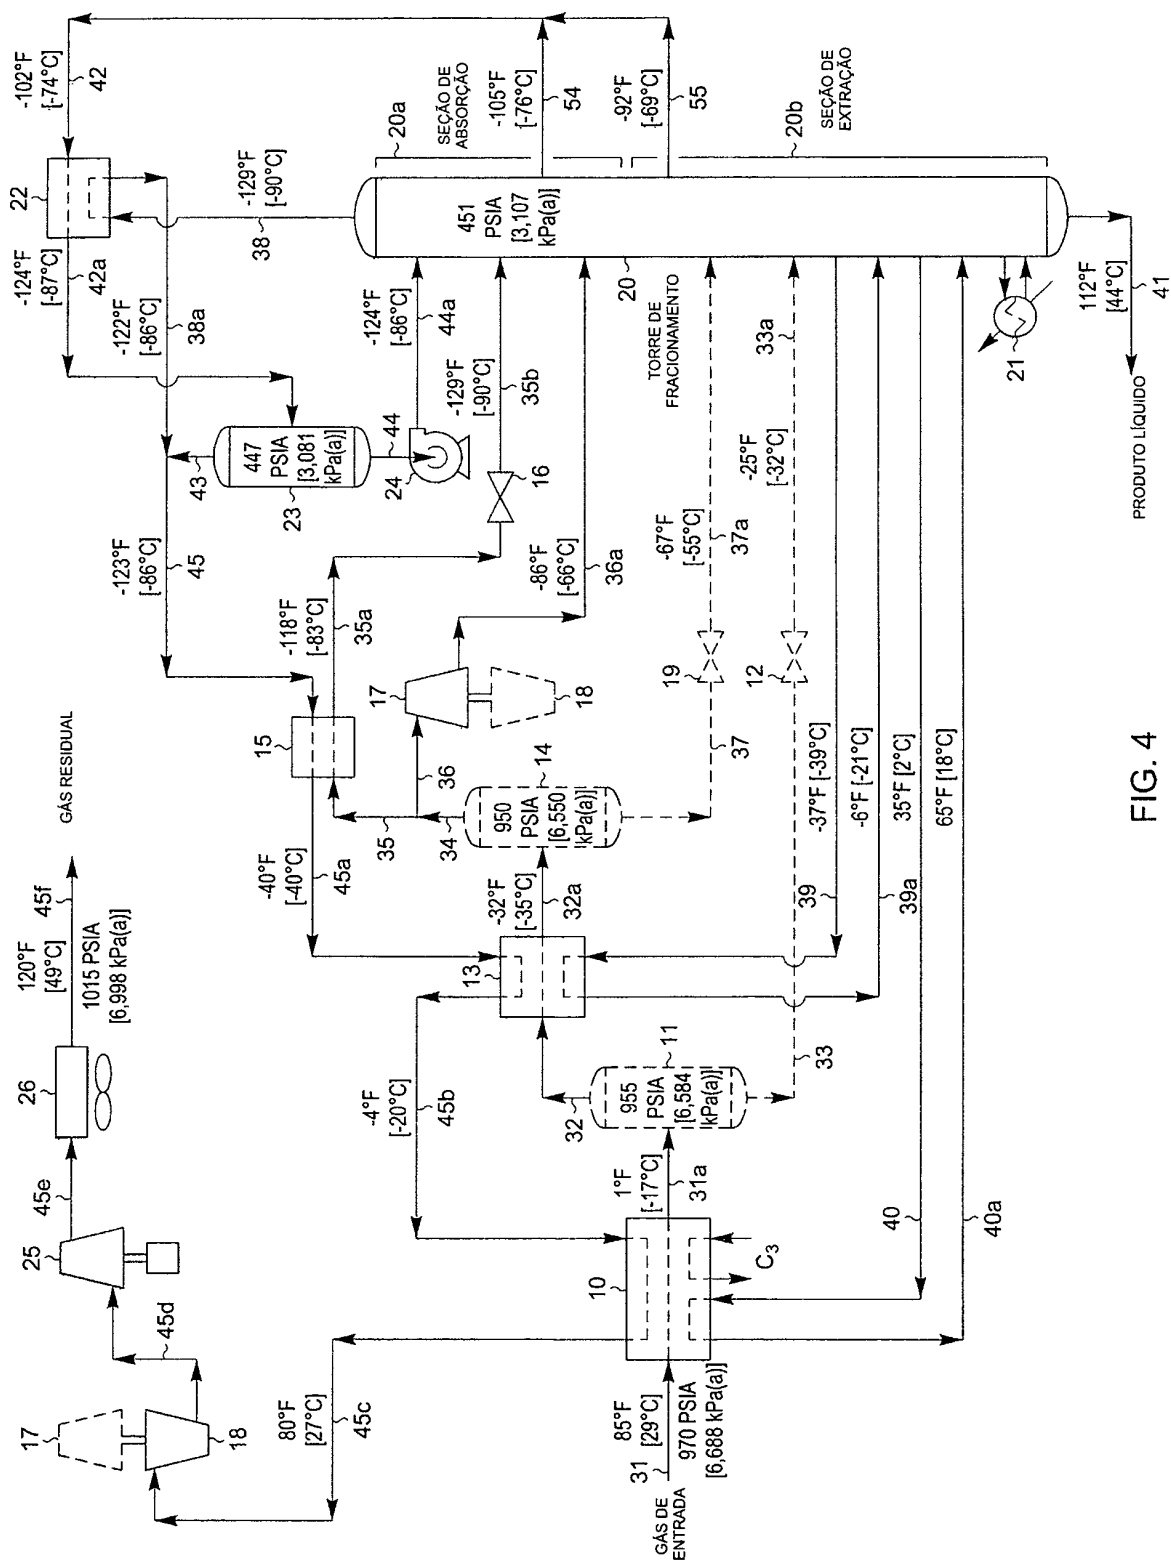 -102°F
[-74°C]
42
22
-124°F
[-87°C]
42a
-129°F
[-90°C]
38
-122°F
[-86°C]
38a
SEÇÃO DE
ABSORÇÃO
20a
-105°F
[-76°C]
54
-92°F
[-69°C]
55
20b
SEÇÃO DE
EXTRAÇÃO
451
PSIA
[3,107
kPa(a)]
20
TORRE DE
FRACIONAMENTO
-124°F
[-86°C]
44a
-129°F
[-90°C]
35b
33a
21
112°F
[44°C]
41
PRODUTO LÍQUIDO
43
447
PSIA
[3,081
kPa(a)]
23
44
24
16
-25°F
[-32°C]
-123°F
[-86°C]
45
-118°F
[-83°C]
35a
-86°F
[-66°C]
36a
-67°F
[-55°C]
37a
19
12
17
18
15
36
35
34
950
PSIA
[6,550
kPa(a)]
14
37
-37°F [-39°C]
-6°F [-21°C]
35°F [2°C]
65°F [18°C]
GÁS RESIDUAL
45f
120°F
[49°C]
1015 PSIA
[6,998 kPa(a)]
-40°F
[-40°C]
45a
-32°F
[-35°C]
32a
13
39
39a
26
45e
25
-4°F
[-20°C]
45b
32
955
PSIA
[6,584
kPa(a)]
11
33
1°F
[-17°C]
31a
10
C3
40
40a
45d
17
18
80°F
[27°C]
45c
85°F
[29°C]
31
970 PSIA
[6,688 kPa(a)]
GÁS DE
ENTRADA
FIG. 4